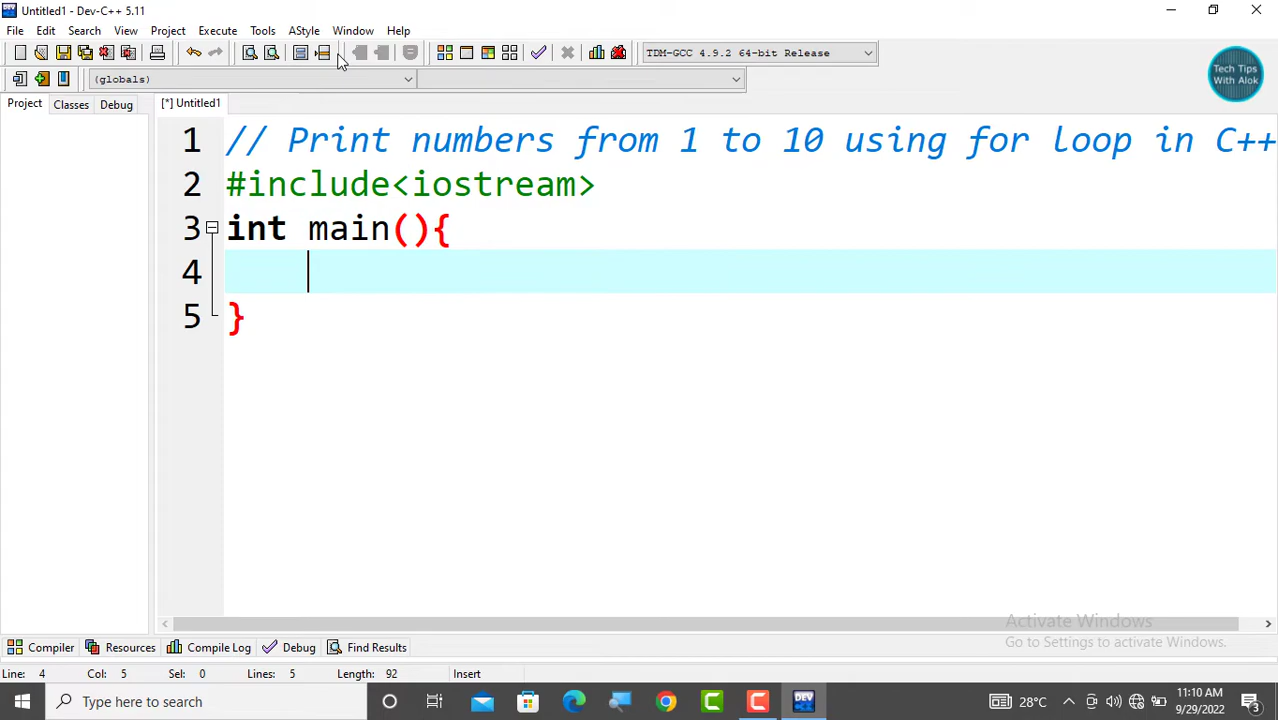 Untitled1 - Dev-C++ 5.11
File Edit Search View Project Execute Tools AStyle Window Help
TDM-GCC 4.9.2 64-bit Release
(globals)
Tech Tips
With Alok
Project Classes Debug
[*] Untitled1
1 // Print numbers from 1 to 10 using for loop in C++
2 #include<iostream>
3 int main(){
4
5 }
Activate Windows
Go to Settings to activate Windows.
Compiler Resources Compile Log Debug Find Results
Line: 4 Col: 5 Sel: 0 Lines: 5 Length: 92 Insert
Type here to search
DEV
28°C
11:10 AM
9/29/2022
3